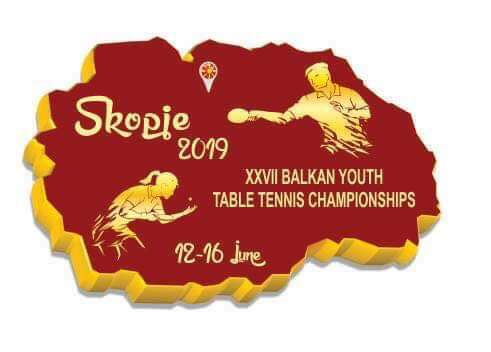 Skopje
2019
XXVII BALKAN YOUTH
TABLE TENNIS CHAMPIONSHIPS
12-16 June